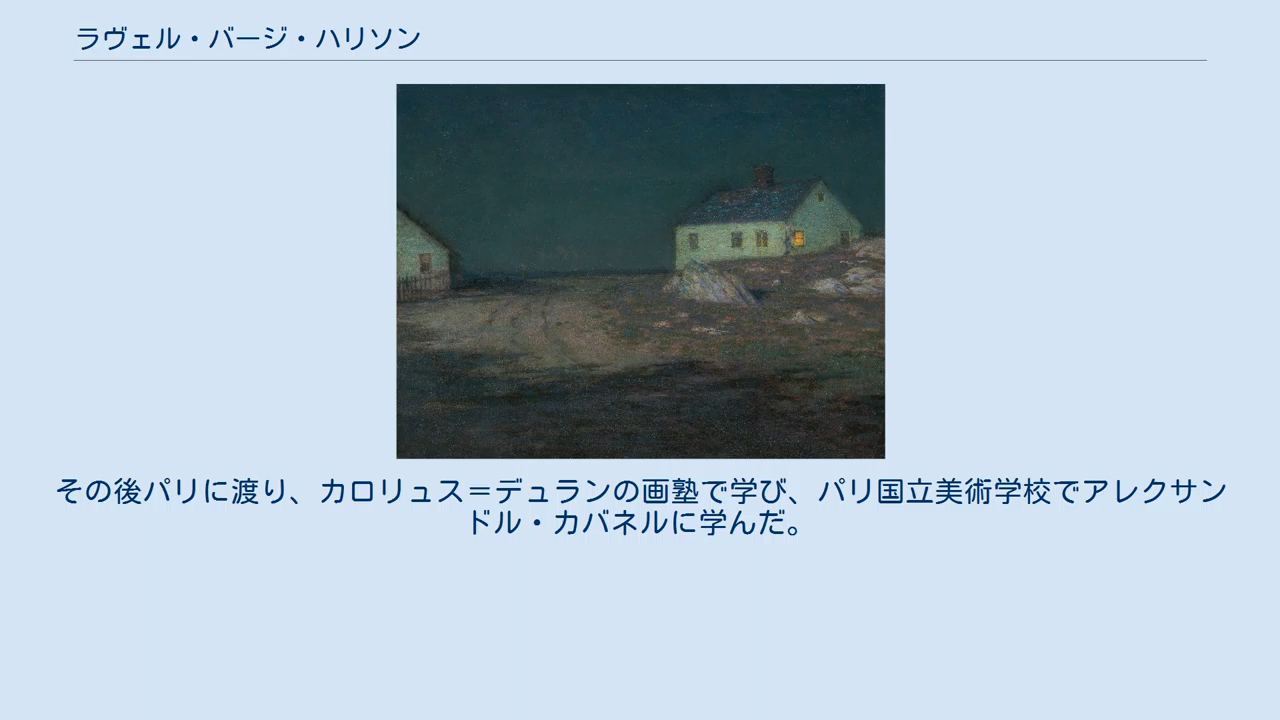 ラヴェル・バージ・ハリソン
その後パリに渡り、カロリュス＝デュランの画塾で学び、パリ国立美術学校でアレクサン
ドル・カバネルに学んだ。